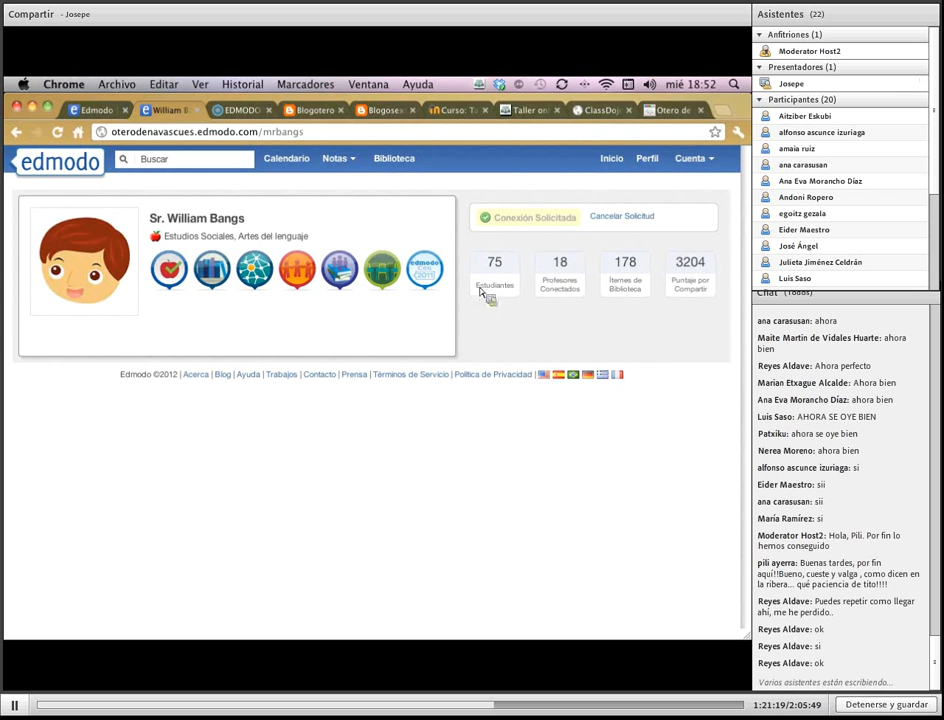 Compartir - Josepe
Chrome Archivo Editar Ver Historial Marcadores Ventana Ayuda mié 18:52
Edmodo William B EDMODO Blogotero Blogosex Curso: Tu Taller on ClassDoj Otero de
oterodenavascues.edmodo.com/mrbangs
edmodo Buscar Calendario Notas Biblioteca Inicio Perfil Cuenta
Sr. William Bangs
Estudios Sociales, Artes del lenguaje
Conexión Solicitada Cancelar Solicitud
75 18 178 3204
Estudiantes Profesores Ítemes de Puntaje por
Conectados Biblioteca Compartir
Edmodo ©2012 | Acerca | Blog | Ayuda | Trabajos | Contacto | Prensa | Términos de Servicio | Política de Privacidad |
Asistentes (22)
Anfitriones (1)
Moderator Host2
Presentadores (1)
Josepe
Participantes (20)
Aitziber Eskubi
alfonso ascunce izuriaga
amaia ruiz
ana carasusan
Ana Eva Morancho Díaz
Andoni Ropero
egoitz gezala
Eider Maestro
José Ángel
Julieta Jiménez Celdrán
Luis Saso
Chat (Todos)
ana carasusan: ahora
Maite Martin de Vidales Huarte: ahora
bien
Reyes Aldave: Ahora perfecto
Marian Etxague Alcalde: Ahora bien
Ana Eva Morancho Díaz: ahora bien
Luis Saso: AHORA SE OYE BIEN
Patxiku: ahora se oye bien
Nerea Moreno: ahora bien
alfonso ascunce izuriaga: si
Eider Maestro: sii
ana carasusan: sii
María Ramírez: si
Moderator Host2: Hola, Pili. Por fin lo
hemos conseguido
pili ayerra: Buenas tardes, por fin
aquí!!Bueno, cueste y valga , como dicen en
la ribera... qué paciencia de tito!!!!
Reyes Aldave: Puedes repetir como llegar
ahí, me he perdido..
Reyes Aldave: ok
Reyes Aldave: si
Reyes Aldave: ok
Varios asistentes están escribiendo...
1:21:19/2:05:49 Detenerse y guardar